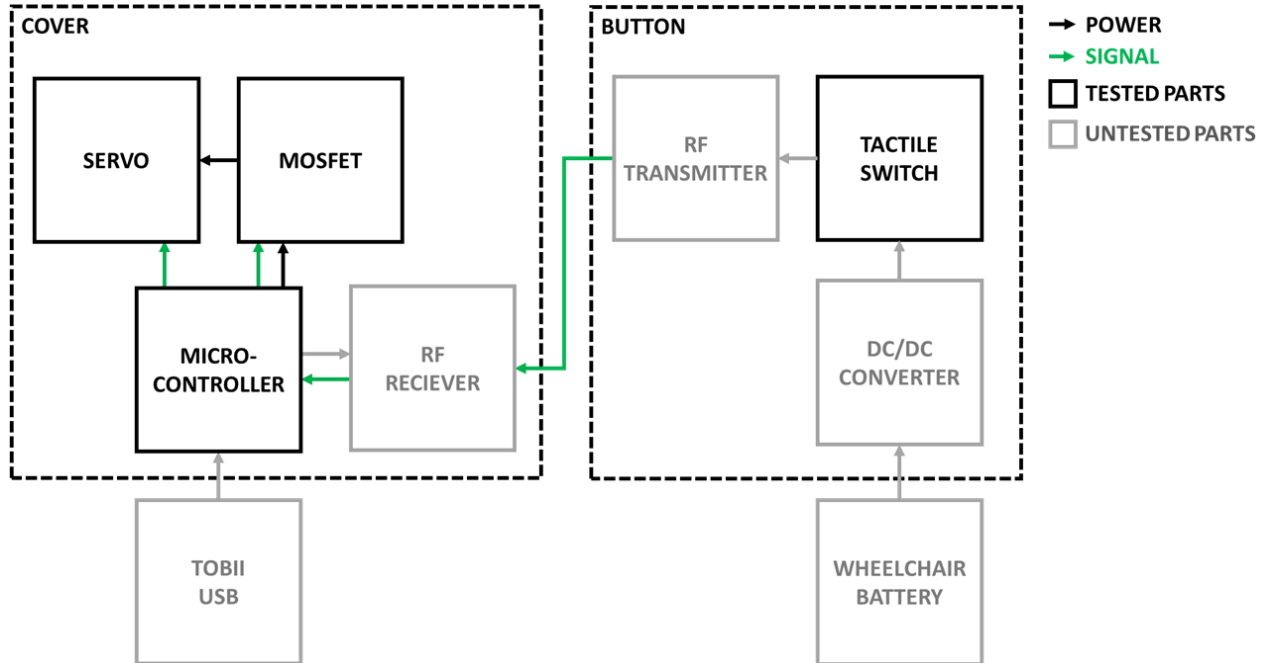 COVER
SERVO
MOSFET
MICRO-
CONTROLLER
RF
RECIEVER
TOBII
USB
BUTTON
RF
TRANSMITTER
TACTILE
SWITCH
DC/DC
CONVERTER
WHEELCHAIR
BATTERY
POWER
SIGNAL
TESTED PARTS
UNTESTED PARTS